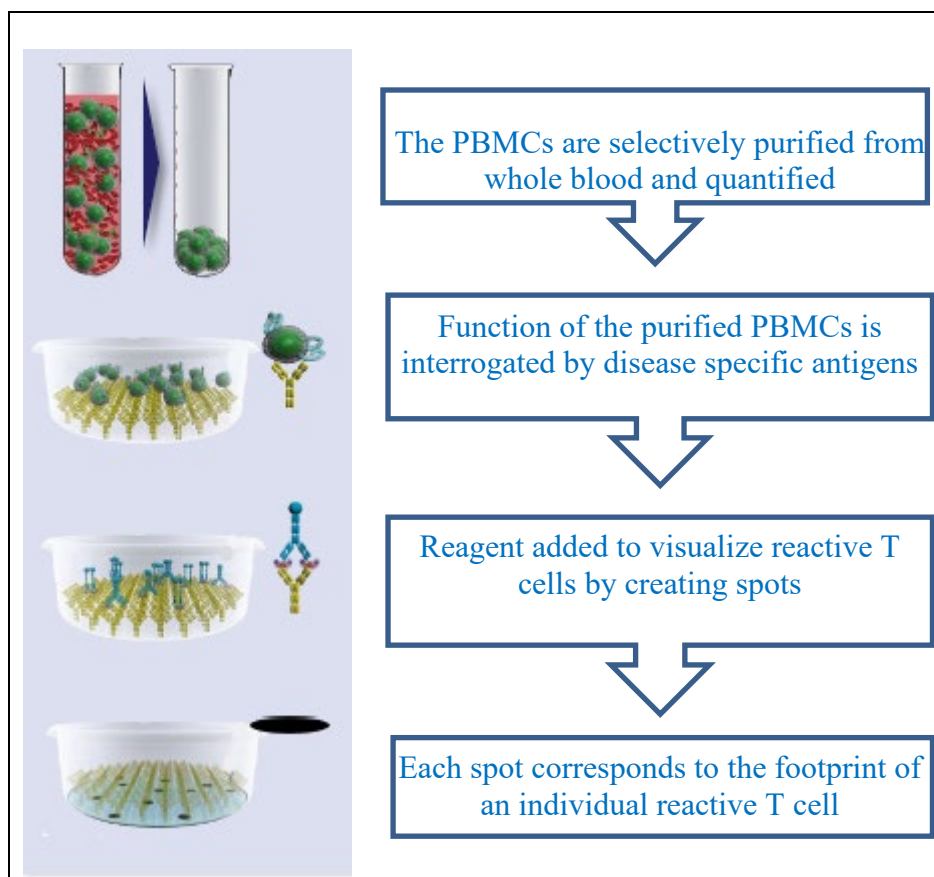 The PBMCs are selectively purified from
whole blood and quantified
Function of the purified PBMCs is
interrogated by disease specific antigens
Reagent added to visualize reactive T
cells by creating spots
Each spot corresponds to the footprint of
an individual reactive T cell